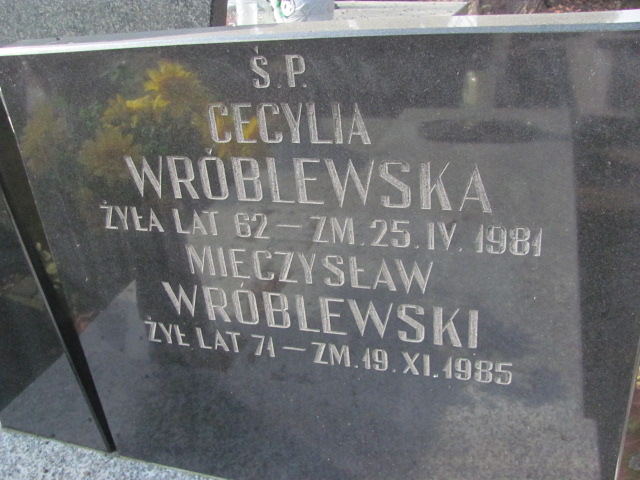 Ś.P.
CECYLIA
WRÓBLEWSKA
ŻYŁA LAT 62 – ZM. 25. IV. 1981
MIECZYSŁAW
WRÓBLEWSKI
ŻYŁ LAT 71 – ZM. 19. XI. 1985